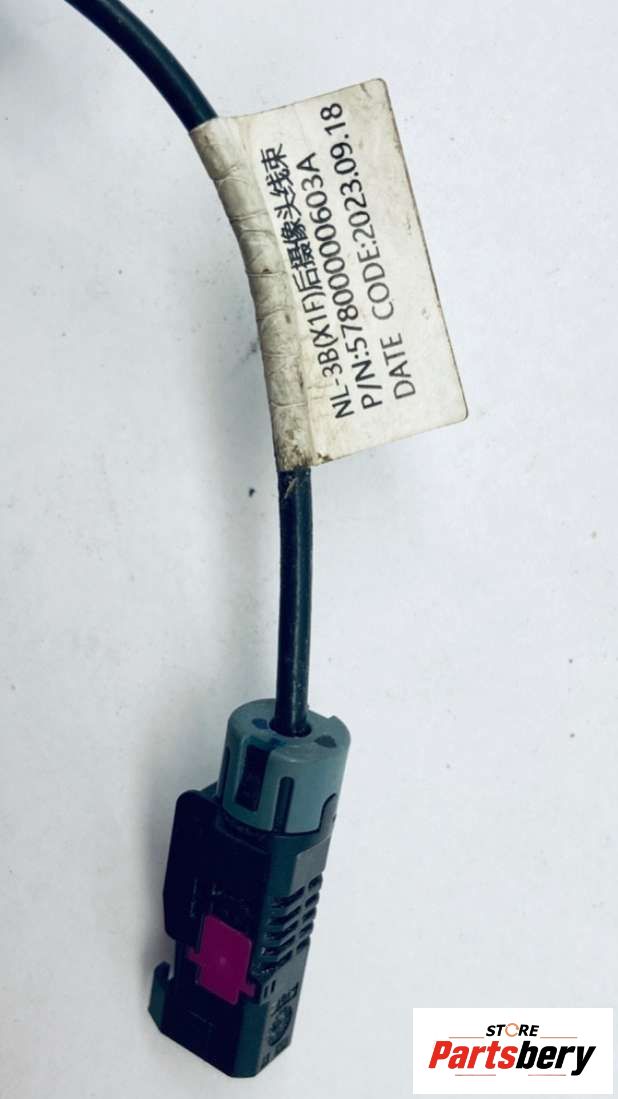 NL-3B(X1F)后摄像头线束
P/N:57800000603A
DATE CODE:2023.09.18
STORE
Partsbery